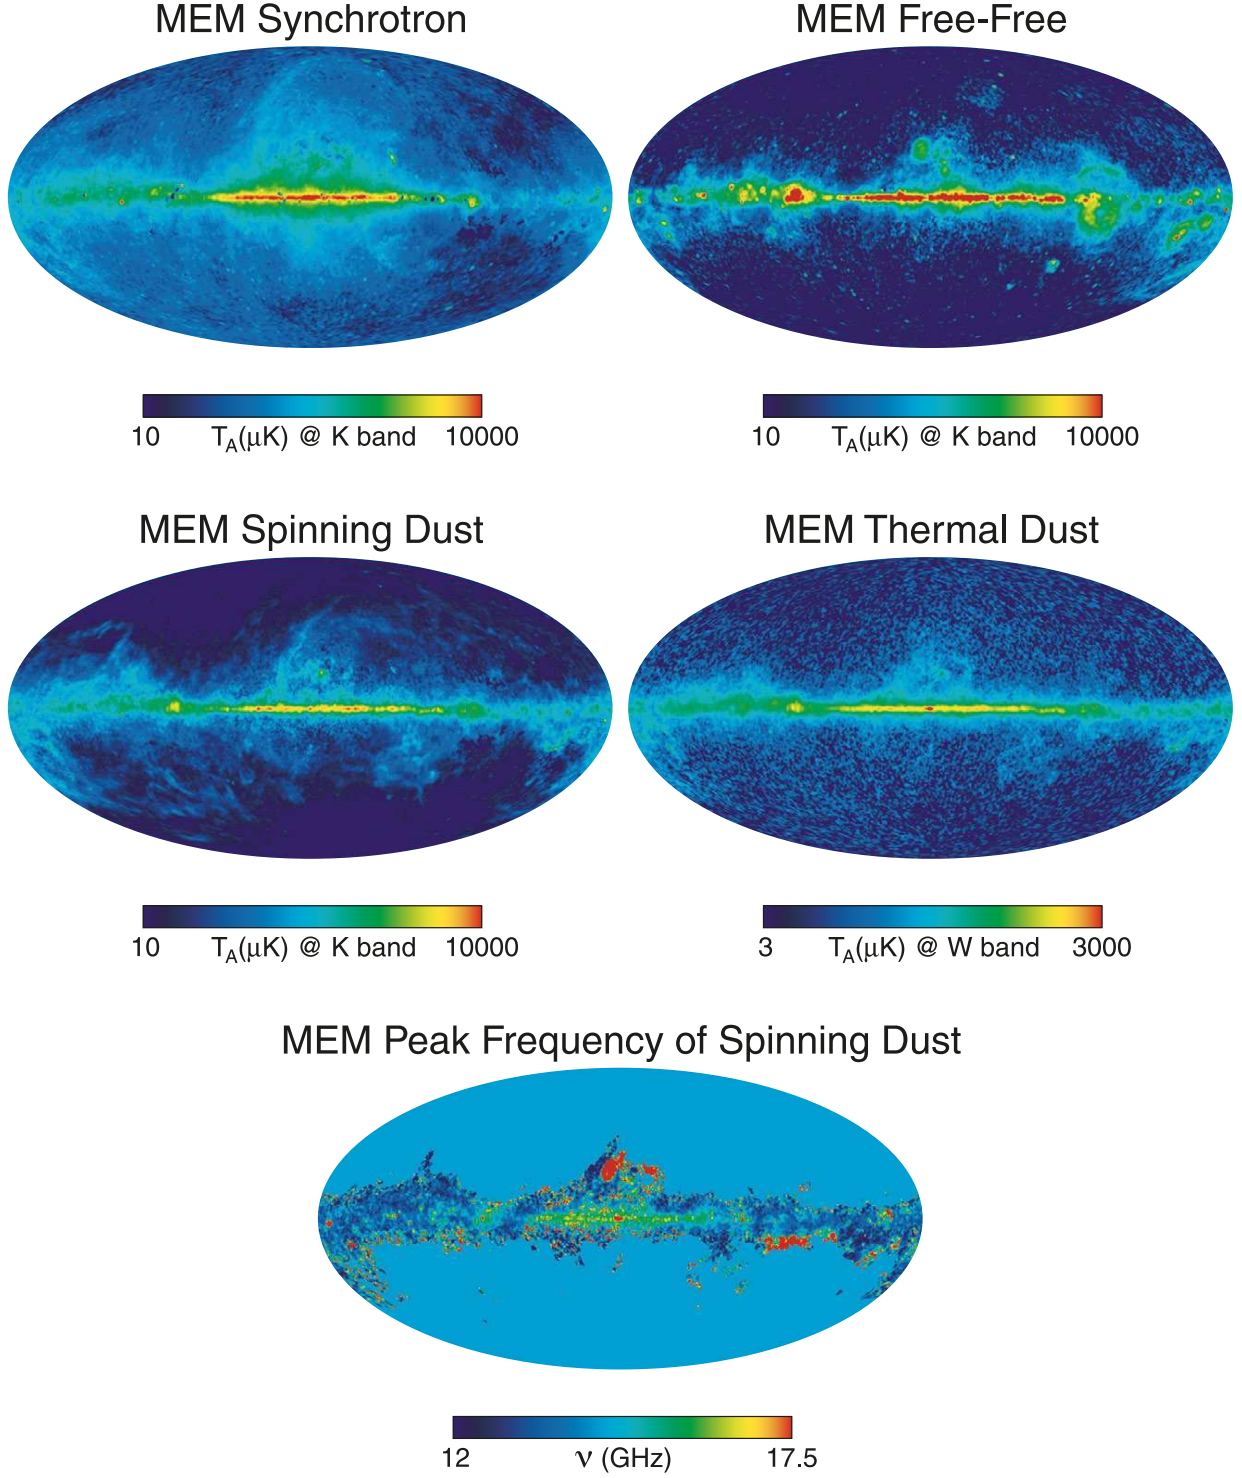 MEM Synchrotron
MEM Free-Free
10 T_A(μK) @ K band 10000
10 T_A(μK) @ K band 10000
MEM Spinning Dust
MEM Thermal Dust
10 T_A(μK) @ K band 10000
3 T_A(μK) @ W band 3000
MEM Peak Frequency of Spinning Dust
12 ν (GHz) 17.5